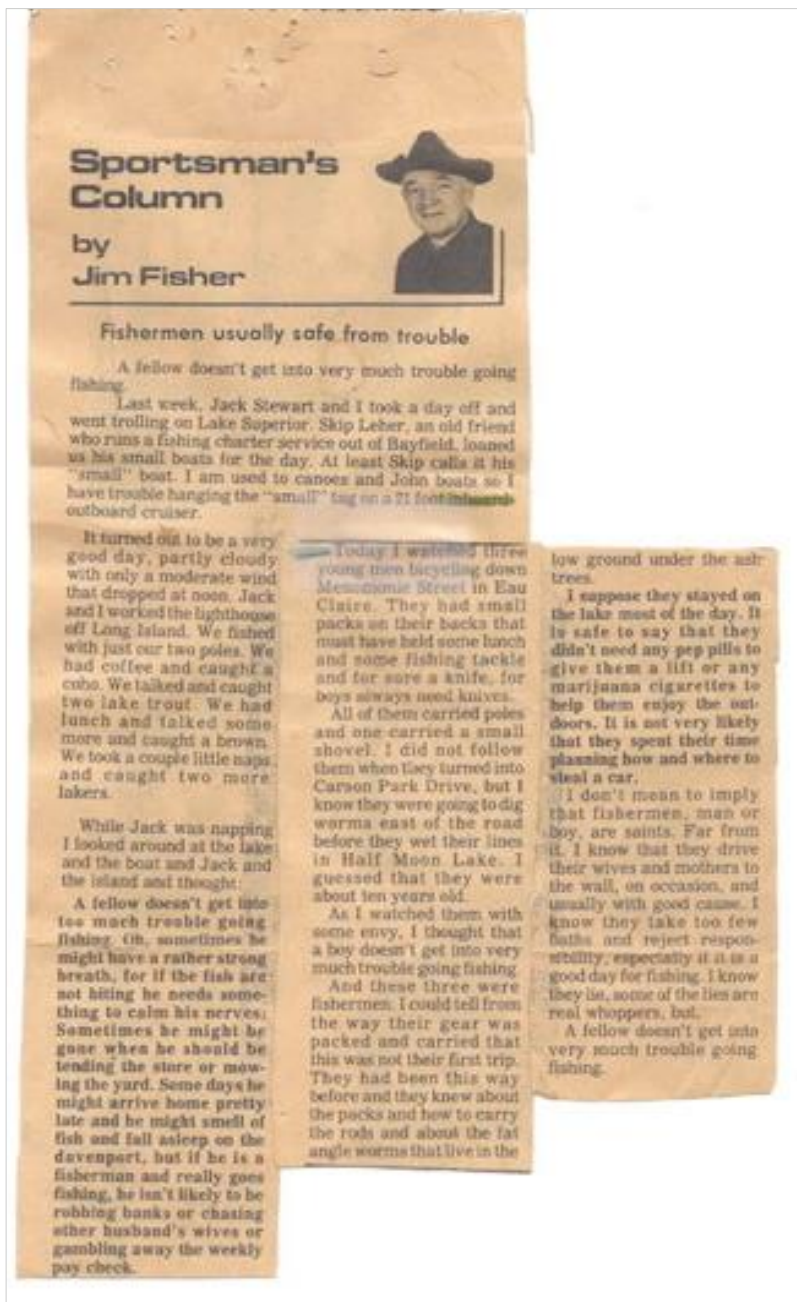 Sportsman's
Column
by
Jim Fisher
Fishermen usually safe from trouble
A fellow doesn't get into very much trouble going
fishing.
Last week, Jack Stewart and I took a day off and
went trolling on Lake Superior. Skip Leher, an old friend
who runs a fishing charter service out of Bayfield, loaned
us his small boats for the day. At least Skip calls it his
"small" boat. I am used to canoes and John boats so I
have trouble hanging the "small" tag on a 21 foot inboard-
outboard cruiser.
It turned out to be a very
good day, partly cloudy
with only a moderate wind
that dropped at noon. Jack
and I worked the lighthouse
off Long Island. We fished
with just our two poles. We
had coffee and caught a
coho. We talked and caught
two lake trout. We had
lunch and talked some
more and caught a brown.
We took a couple little naps
and caught two more
lakers.
While Jack was napping
I looked around at the lake
and the boat and Jack and
the island and thought:
A fellow doesn't get into
too much trouble going
fishing. Oh, sometimes he
might have a rather strong
breath, for if the fish are
not biting he needs some-
thing to calm his nerves.
Sometimes he might be
gone when he should be
tending the store or mow-
ing the yard. Some days he
might arrive home pretty
late and he might smell of
fish and fall asleep on the
davenport, but if he is a
fisherman and really goes
fishing, he isn't likely to be
robbing banks or chasing
other husband's wives or
gambling away the weekly
pay check.
Today I watched three
young men bicycling down
Menomonie Street in Eau
Claire. They had small
packs on their backs that
must have held some lunch
and some fishing tackle
and for sure a knife, for
boys always need knives.
All of them carried poles
and one carried a small
shovel. I did not follow
them when they turned into
Carson Park Drive, but I
know they were going to dig
worms east of the road
before they wet their lines
in Half Moon Lake. I
guessed that they were
about ten years old.
As I watched them with
some envy, I thought that
a boy doesn't get into very
much trouble going fishing.
And these three were
fishermen. I could tell from
the way their gear was
packed and carried that
this was not their first trip.
They had been this way
before and they knew about
the packs and how to carry
the rods and about the fat
angle worms that live in the
low ground under the ash
trees.
I suppose they stayed on
the lake most of the day. It
is safe to say that they
didn't need any pep pills to
give them a lift or any
marijuana cigarettes to
help them enjoy the out-
doors. It is not very likely
that they spent their time
planning how and where to
steal a car.
I don't mean to imply
that fishermen, man or
boy, are saints. Far from
it. I know that they drive
their wives and mothers to
the wall, on occasion, and
usually with good cause. I
know they take too few
baths and reject respon-
sibility, especially if it is a
good day for fishing. I know
they lie, some of the lies are
real whoppers, but.
A fellow doesn't get into
very much trouble going
fishing.